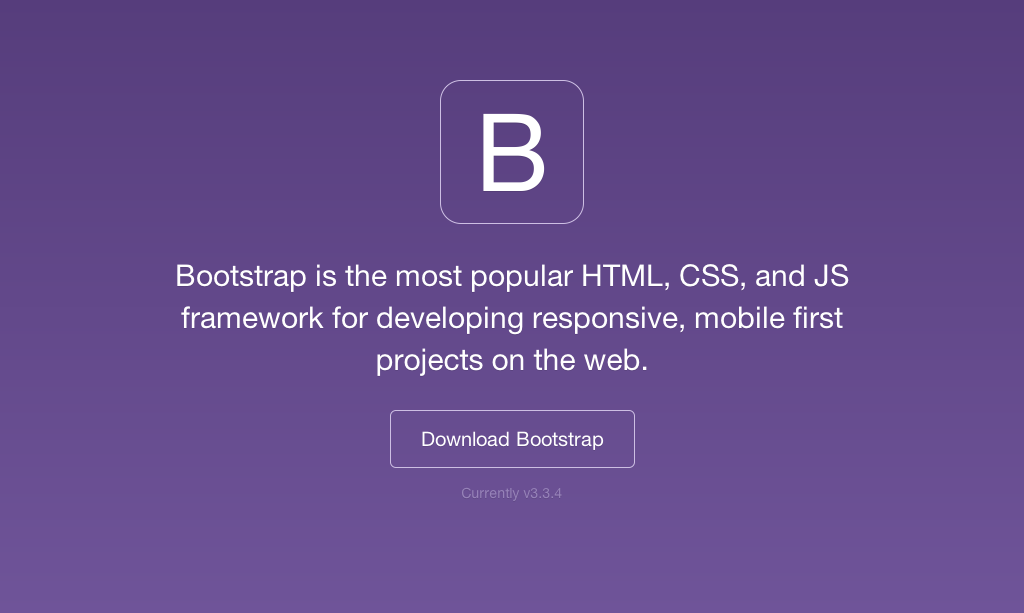 B
Bootstrap is the most popular HTML, CSS, and JS
framework for developing responsive, mobile first
projects on the web.
Download Bootstrap
Currently v3.3.4